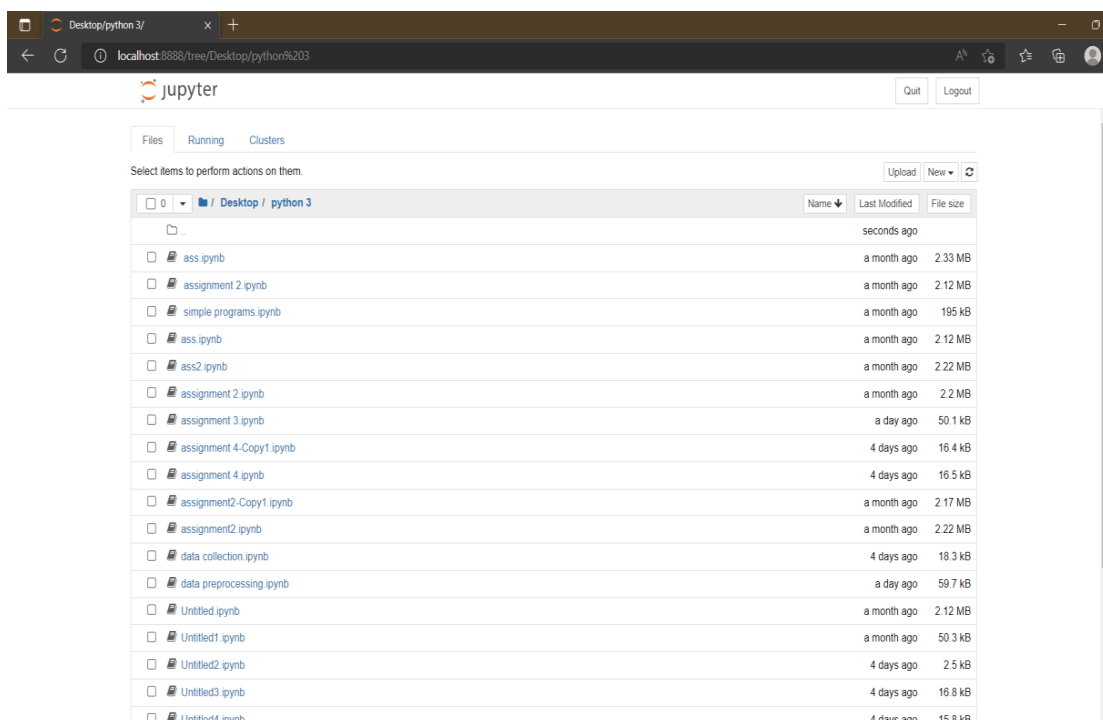 Desktop/python 3/
localhost:8888/tree/Desktop/python%203
jupyter Quit Logout
Files Running Clusters
Select items to perform actions on them. Upload New
0 / Desktop / python 3 Name Last Modified File size
.. seconds ago
ass.ipynb a month ago 2.33 MB
assignment 2.ipynb a month ago 2.12 MB
simple programs.ipynb a month ago 195 kB
ass.ipynb a month ago 2.12 MB
ass2.ipynb a month ago 2.22 MB
assignment 2.ipynb a month ago 2.2 MB
assignment 3.ipynb a day ago 50.1 kB
assignment 4-Copy1.ipynb 4 days ago 16.4 kB
assignment 4.ipynb 4 days ago 16.5 kB
assignment2-Copy1.ipynb a month ago 2.17 MB
assignment2.ipynb a month ago 2.22 MB
data collection.ipynb 4 days ago 18.3 kB
data preprocessing.ipynb a day ago 59.7 kB
Untitled.ipynb a month ago 2.12 MB
Untitled1.ipynb a month ago 50.3 kB
Untitled2.ipynb 4 days ago 2.5 kB
Untitled3.ipynb 4 days ago 16.8 kB
Untitled4.ipynb 4 days ago 15.8 kB